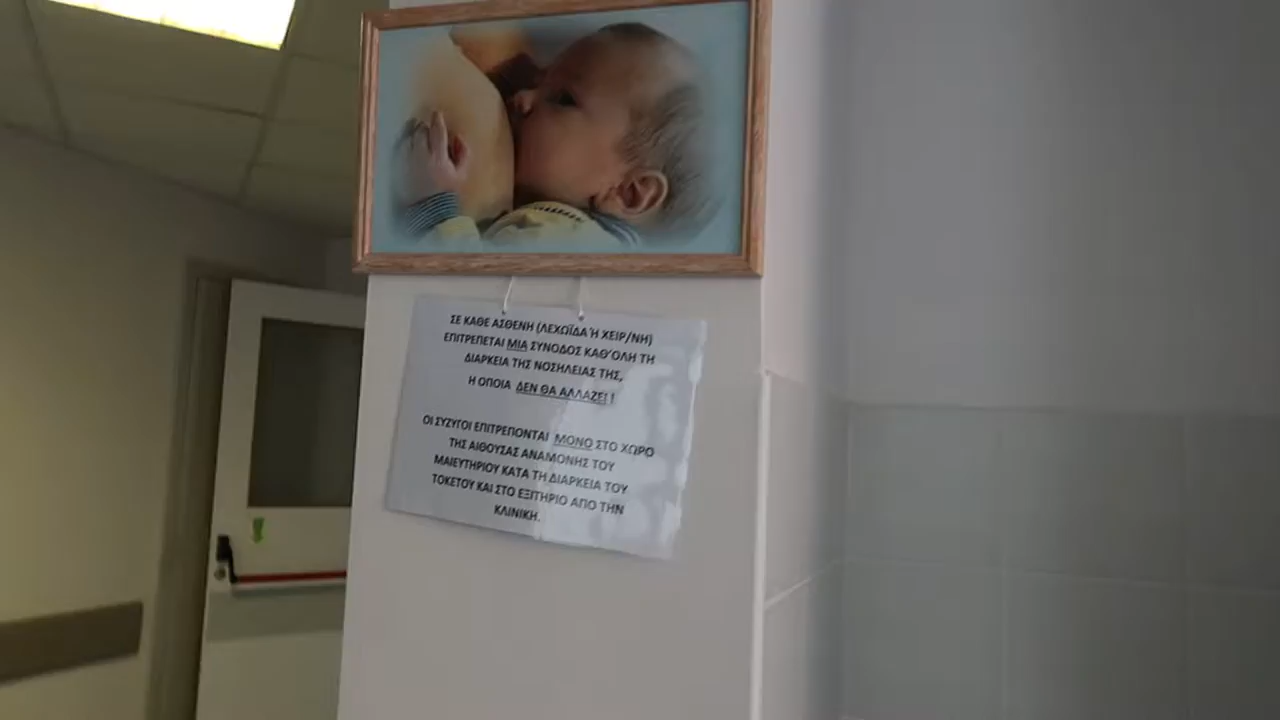 ΣΕ ΚΑΘΕ ΑΣΘΕΝΗ (ΛΕΧΩΪΔΑ Ή ΧΕΙΡ/ΝΗ)
ΕΠΙΤΡΕΠΕΤΑΙ ΜΙΑ ΣΥΝΟΔΟΣ ΚΑΘ'ΟΛΗ ΤΗ
ΔΙΑΡΚΕΙΑ ΤΗΣ ΝΟΣΗΛΕΙΑΣ ΤΗΣ,
Η ΟΠΟΙΑ ΔΕΝ ΘΑ ΑΛΛΑΖΕΙ !
ΟΙ ΣΥΖΥΓΟΙ ΕΠΙΤΡΕΠΟΝΤΑΙ ΜΟΝΟ ΣΤΟ ΧΩΡΟ
ΤΗΣ ΑΙΘΟΥΣΑΣ ΑΝΑΜΟΝΗΣ ΤΟΥ
ΜΑΙΕΥΤΗΡΙΟΥ ΚΑΤΑ ΤΗ ΔΙΑΡΚΕΙΑ ΤΟΥ
ΤΟΚΕΤΟΥ ΚΑΙ ΣΤΟ ΕΞΙΤΗΡΙΟ ΑΠΟ ΤΗΝ
ΚΛΙΝΙΚΗ.